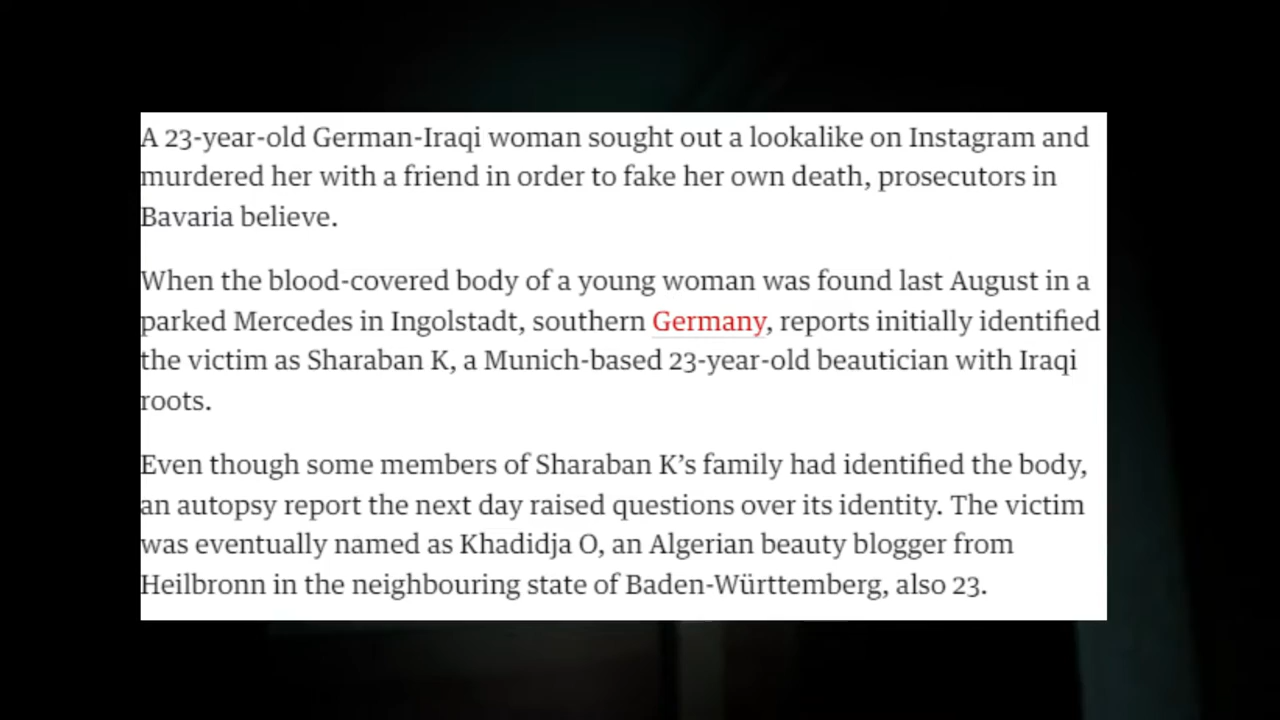 A 23-year-old German-Iraqi woman sought out a lookalike on Instagram and
murdered her with a friend in order to fake her own death, prosecutors in
Bavaria believe.
When the blood-covered body of a young woman was found last August in a
parked Mercedes in Ingolstadt, southern Germany, reports initially identified
the victim as Sharaban K, a Munich-based 23-year-old beautician with Iraqi
roots.
Even though some members of Sharaban K’s family had identified the body,
an autopsy report the next day raised questions over its identity. The victim
was eventually named as Khadidja O, an Algerian beauty blogger from
Heilbronn in the neighbouring state of Baden-Württemberg, also 23.